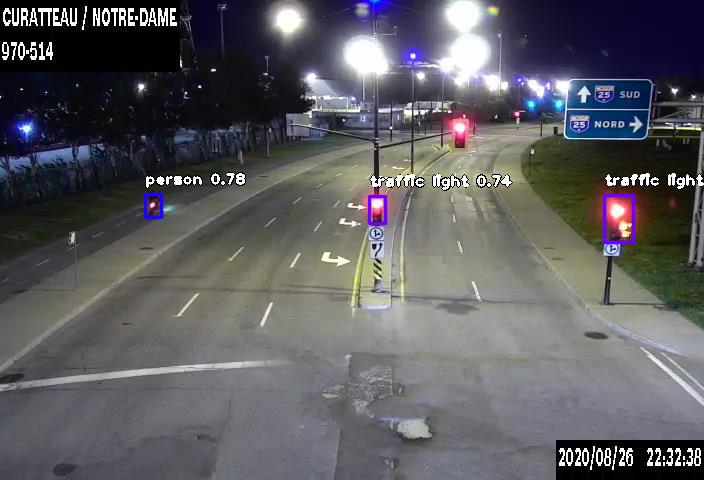 CURATTEAU / NOTRE-DAME
970-514
25 SUD
25 NORD
person 0.78
traffic light 0.74
traffic light
2020/08/26 22:32:38